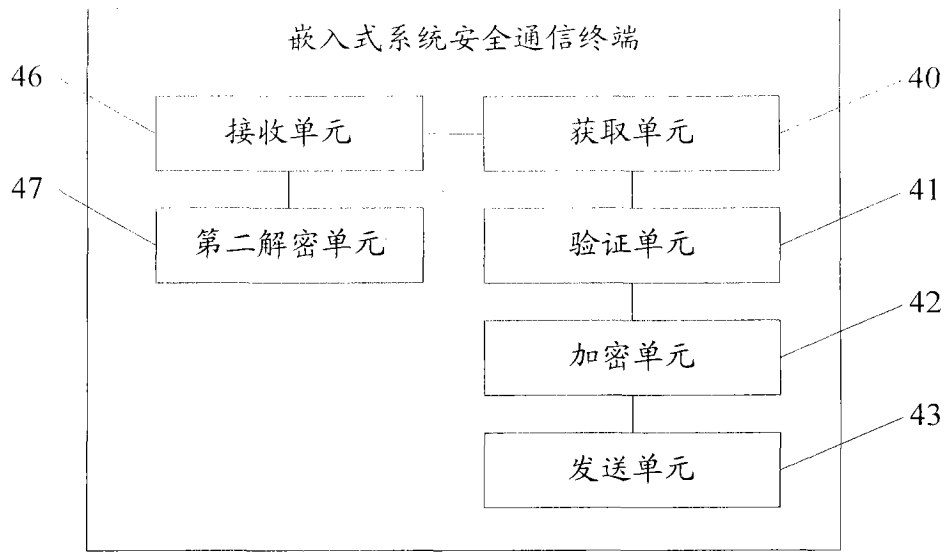 嵌入式系统安全通信终端
46 接收单元 获取单元 40
47 第二解密单元 验证单元 41
加密单元 42
发送单元 43